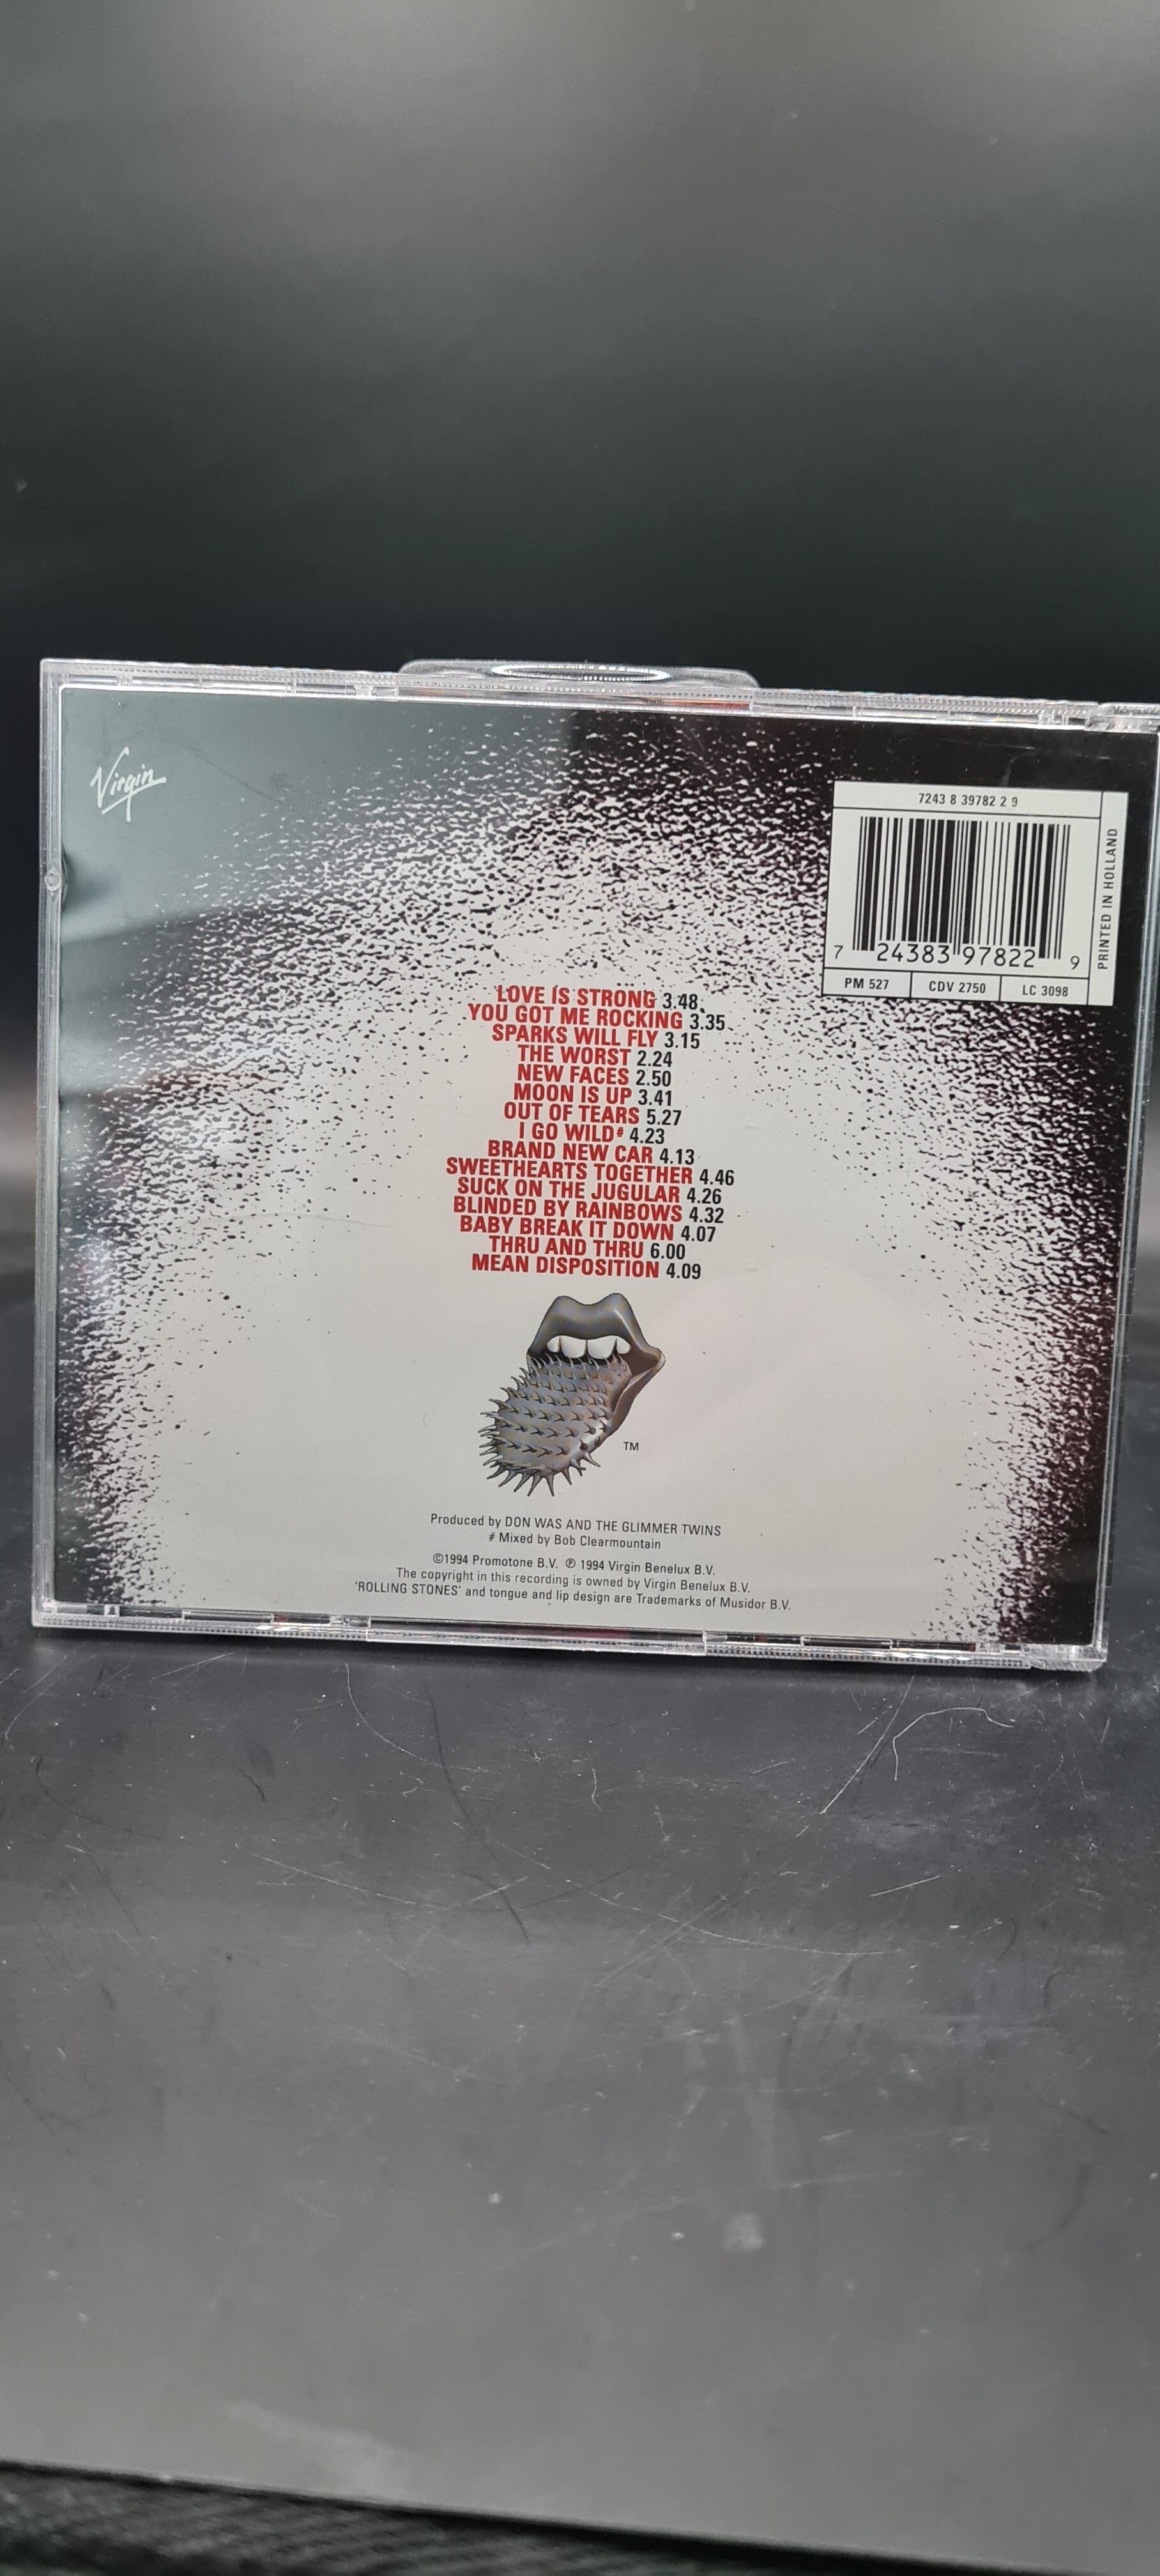 Virgin
7243 8 39782 2 9
7 24383 97822 9
PRINTED IN HOLLAND
PM 527
CDV 2750
LC 3098
LOVE IS STRONG 3.48
YOU GOT ME ROCKING 3.35
SPARKS WILL FLY 3.15
THE WORST 2.24
NEW FACES 2.50
MOON IS UP 3.41
OUT OF TEARS 5.27
I GO WILD# 4.23
BRAND NEW CAR 4.13
SWEETHEARTS TOGETHER 4.46
SUCK ON THE JUGULAR 4.26
BLINDED BY RAINBOWS 4.32
BABY BREAK IT DOWN 4.07
THRU AND THRU 6.00
MEAN DISPOSITION 4.09
TM
Produced by DON WAS AND THE GLIMMER TWINS
# Mixed by Bob Clearmountain
©1994 Promotone B.V. ℗ 1994 Virgin Benelux B.V.
The copyright in this recording is owned by Virgin Benelux B.V.
'ROLLING STONES' and tongue and lip design are Trademarks of Musidor B.V.